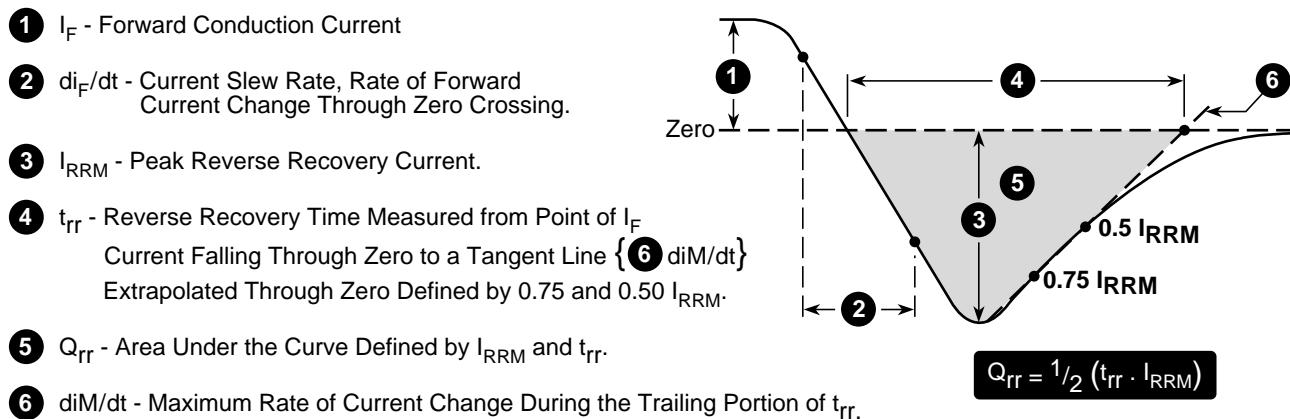 1 I_F - Forward Conduction Current
2 di_F/dt - Current Slew Rate, Rate of Forward
Current Change Through Zero Crossing.
3 I_RRM - Peak Reverse Recovery Current.
4 t_rr - Reverse Recovery Time Measured from Point of I_F
Current Falling Through Zero to a Tangent Line {6 diM/dt}
Extrapolated Through Zero Defined by 0.75 and 0.50 I_RRM.
5 Q_rr - Area Under the Curve Defined by I_RRM and t_rr.
6 diM/dt - Maximum Rate of Current Change During the Trailing Portion of t_rr.
1
4
6
Zero
5
3
0.5 I_RRM
0.75 I_RRM
2
Q_rr = 1/2 (t_rr . I_RRM)